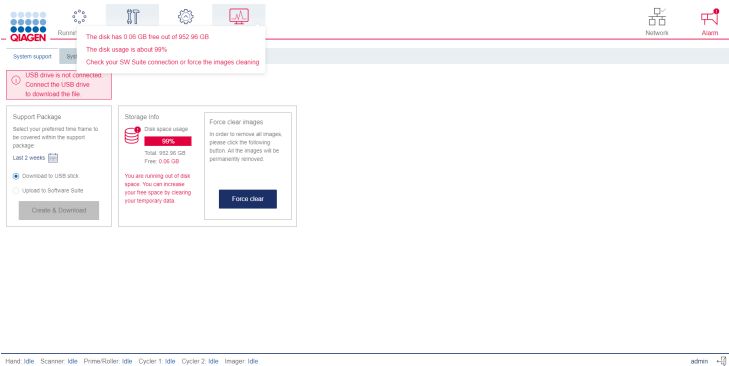 QIAGEN
Runni
The disk has 0.06 GB free out of 952.96 GB
The disk usage is about 99%
Check your SW Suite connection or force the images cleaning
Network
Alarm
System support
Sys
USB drive is not connected.
Connect the USB drive
to download the file.
Support Package
Select your preferred time frame to
be covered within the support
package:
Last 2 weeks
Download to USB stick
Upload to Software Suite
Create & Download
Storage Info
Disk space usage
99%
Total: 952.96 GB
Free: 0.06 GB
You are running out of disk
space. You can increase
your free space by clearing
your temporary data.
Force clear images
In order to remove all images,
please click the following
button. All the images will be
permanently removed.
Force clear
Hand: Idle Scanner: Idle Prime/Roller: Idle Cycler 1: Idle Cycler 2: Idle Imager: Idle
admin